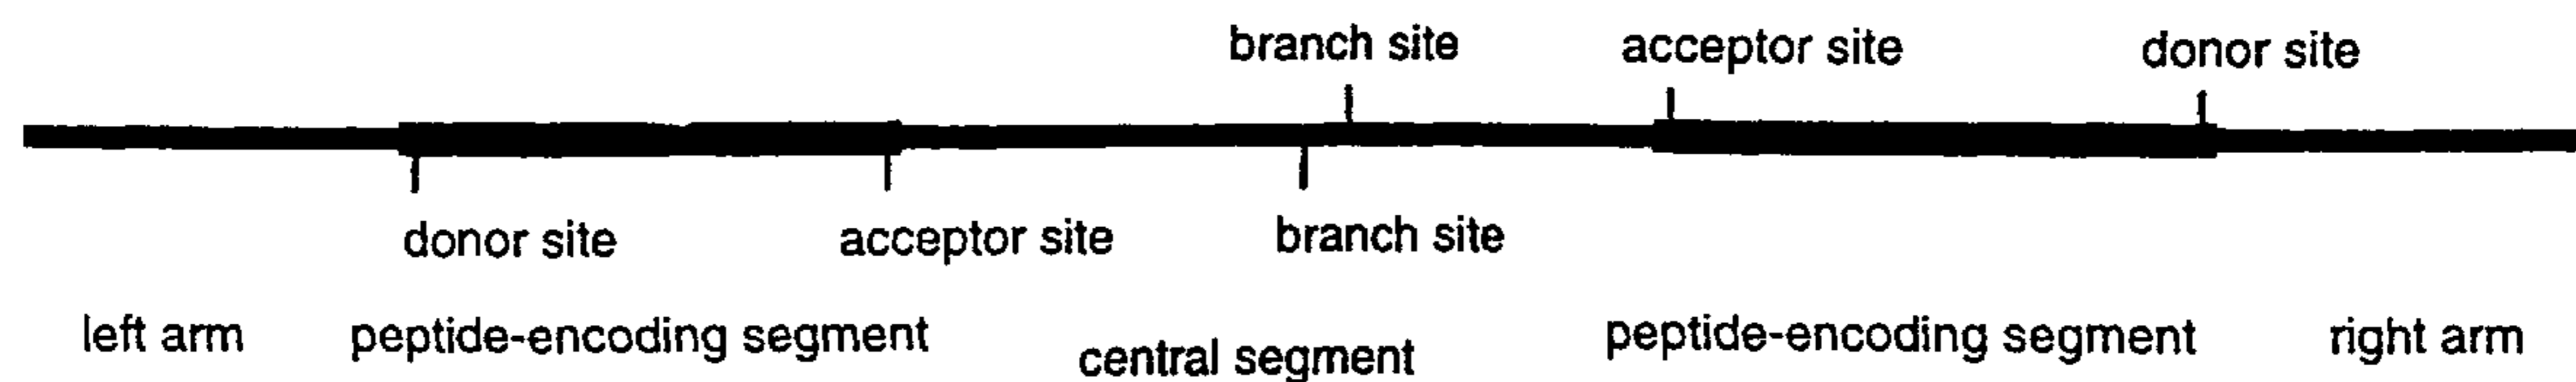 branch site acceptor site donor site
donor site acceptor site branch site
left arm peptide-encoding segment central segment peptide-encoding segment right arm